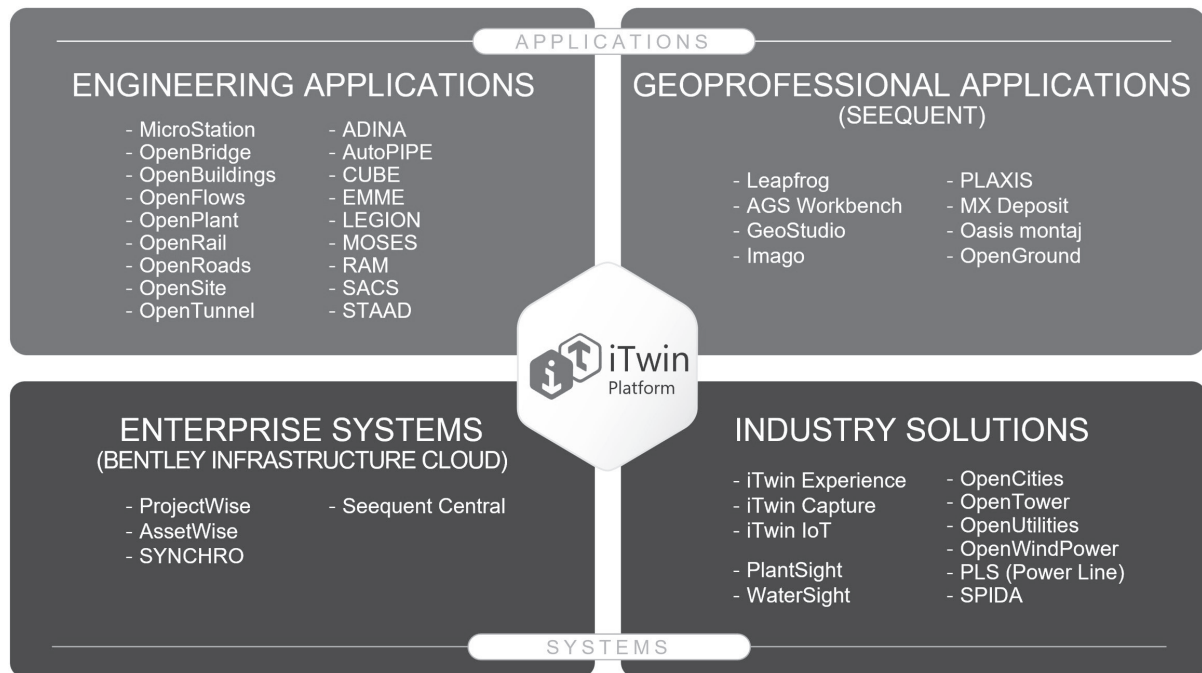 APPLICATIONS
ENGINEERING APPLICATIONS
- MicroStation
- OpenBridge
- OpenBuildings
- OpenFlows
- OpenPlant
- OpenRail
- OpenRoads
- OpenSite
- OpenTunnel
- ADINA
- AutoPIPE
- CUBE
- EMME
- LEGION
- MOSES
- RAM
- SACS
- STAAD
GEOPROFESSIONAL APPLICATIONS
(SEEQUENT)
- Leapfrog
- AGS Workbench
- GeoStudio
- Imago
- PLAXIS
- MX Deposit
- Oasis montaj
- OpenGround
iTwin
Platform
ENTERPRISE SYSTEMS
(BENTLEY INFRASTRUCTURE CLOUD)
- ProjectWise
- AssetWise
- SYNCHRO
- Seequent Central
INDUSTRY SOLUTIONS
- iTwin Experience
- iTwin Capture
- iTwin IoT
- PlantSight
- WaterSight
- OpenCities
- OpenTower
- OpenUtilities
- OpenWindPower
- PLS (Power Line)
- SPIDA
SYSTEMS